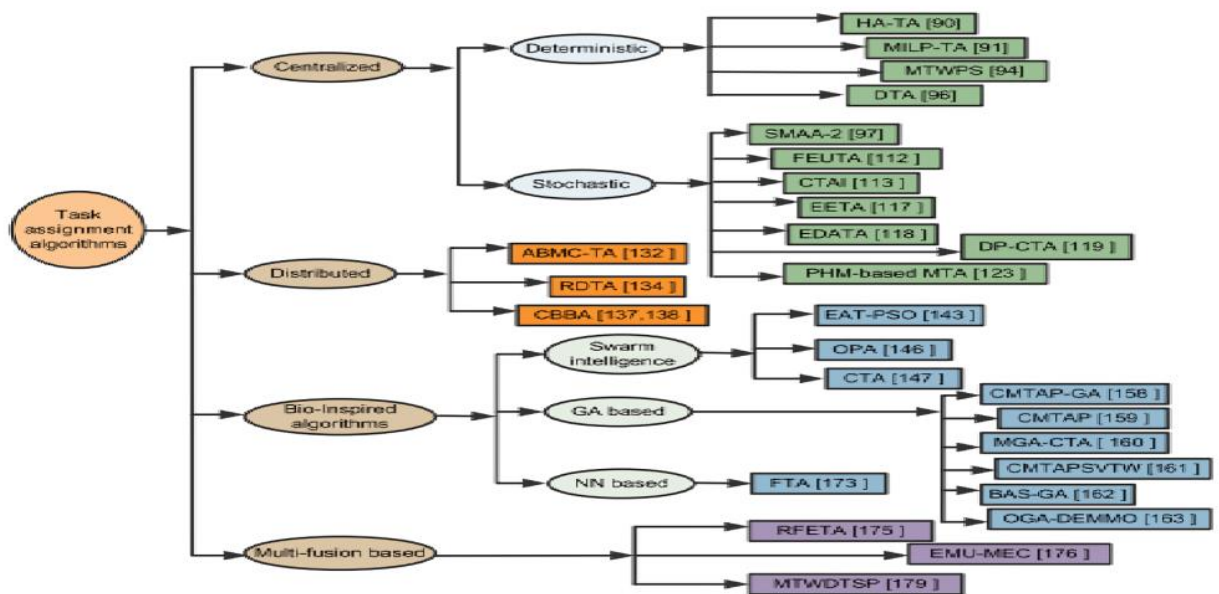 Task
assignment
algorithms
Centralized
Deterministic
HA-TA [90]
MILP-TA [91]
MTWPS [94]
DTA [96]
Stochastic
SMAA-2 [97]
FEUTA [112 ]
CTAII [113 ]
EETA [117 ]
EDATA [118 ]
DP-CTA [119 ]
PHM-based MTA [123 ]
Distributed
ABMC-TA [132 ]
RDTA [134 ]
CBBA [137,138 ]
Bio-Inspired
algorithms
Swarm
intelligence
EAT-PSO [143 ]
OPA [146 ]
CTA [147 ]
GA based
CMTAP-GA [158 ]
CMTAP [159 ]
MGA-CTA [ 160 ]
CMTAPSVTW [161 ]
BAS-GA [162 ]
OGA-DEMMO [163 ]
NN based
FTA [173 ]
Multi-fusion based
RFETA [175 ]
EMU-MEC [176 ]
MTWDTSP [179 ]